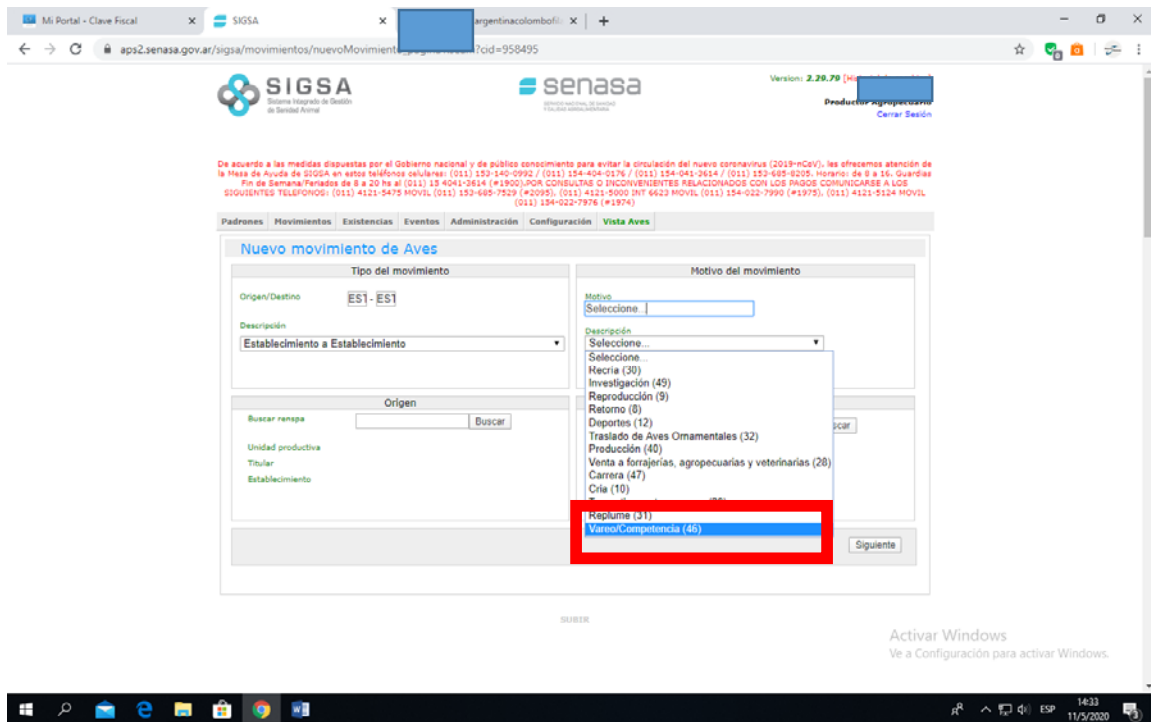 Mi Portal - Clave Fiscal
SIGSA
argentinacolombofil
aps2.senasa.gov.ar/sigsa/movimientos/nuevoMovimient
?cid=958495
SIGSA
Sistema Integrado de Gestión
de Sanidad Animal
senasa
Version: 2.29.79
Productor Agropecuario
Cerrar Sesión
De acuerdo a las medidas dispuestas por el Gobierno nacional y de público conocimiento para evitar la circulación del nuevo coronavirus (2019-nCoV), les ofrecemos atención de
la Mesa de Ayuda de SIGSA en estos teléfonos celulares: (011) 153-140-0992 / (011) 154-404-0176 / (011) 154-041-3614 / (011) 153-685-8205. Horario: de 8 a 16. Guardias
Fin de Semana/Feriados de 8 a 20 hs al (011) 15 4041-3614 (#1900).POR CONSULTAS O INCONVENIENTES RELACIONADOS CON LOS PAGOS COMUNICARSE A LOS
SIGUIENTES TELEFONOS: (011) 4121-5475 MOVIL (011) 153-665-7529 (#2095), (011) 4121-5000 INT 6623 MOVIL (011) 154-022-7990 (#1975), (011) 4121-5124 MOVIL
(011) 154-022-7976 (#1974)
Padrones Movimientos Existencias Eventos Administración Configuración Vista Aves
Nuevo movimiento de Aves
Tipo del movimiento
Origen/Destino ES1 - ES1
Descripción
Establecimiento a Establecimiento
Motivo del movimiento
Motivo
Seleccione...
Descripción
Seleccione...
Seleccione...
Recria (30)
Investigación (49)
Reproducción (9)
Retorno (8)
Deportes (12)
Traslado de Aves Ornamentales (32)
Producción (40)
Venta a forrajerías, agropecuarias y veterinarias (28)
Carrera (47)
Cria (10)
Replume (31)
Vareo/Competencia (46)
Origen
Buscar renspa Buscar
Unidad productiva
Titular
Establecimiento
Siguiente
SUBIR
Activar Windows
Ve a Configuración para activar Windows.
ESP
14:33
11/5/2020